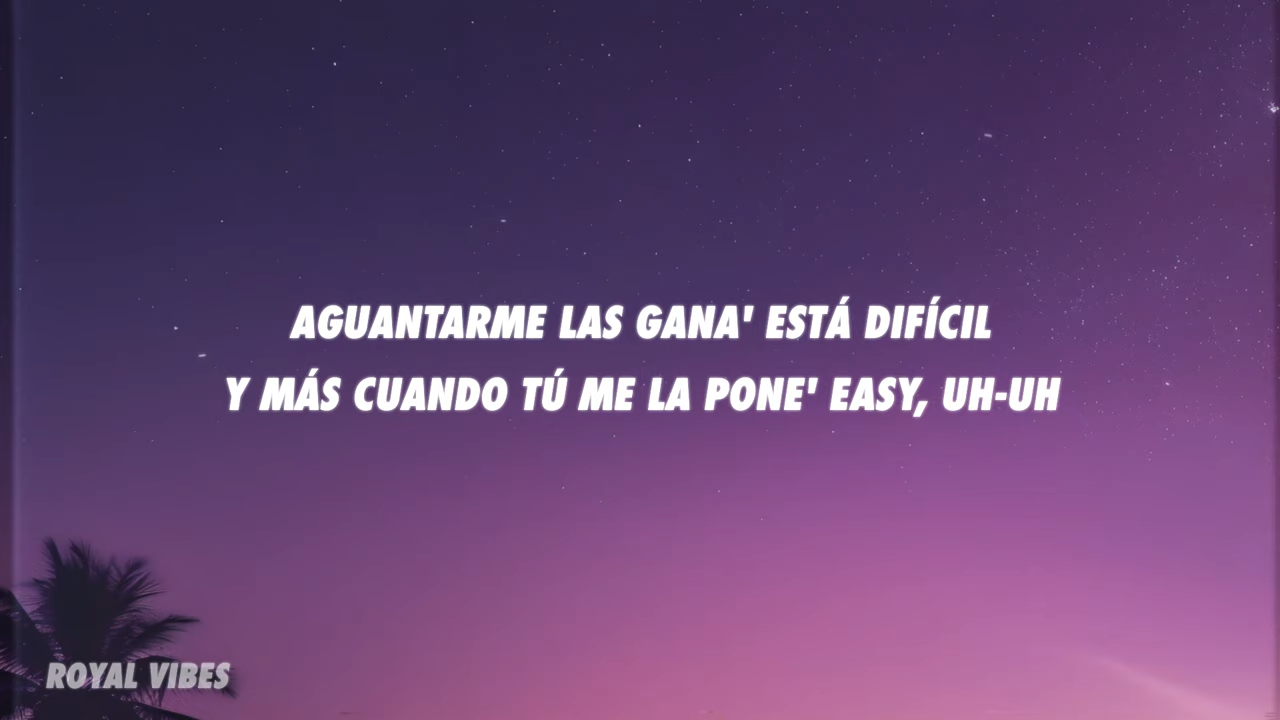 AGUANTARME LAS GANA' ESTÁ DIFÍCIL
Y MÁS CUANDO TÚ ME LA PONE' EASY, UH-UH
ROYAL VIBES